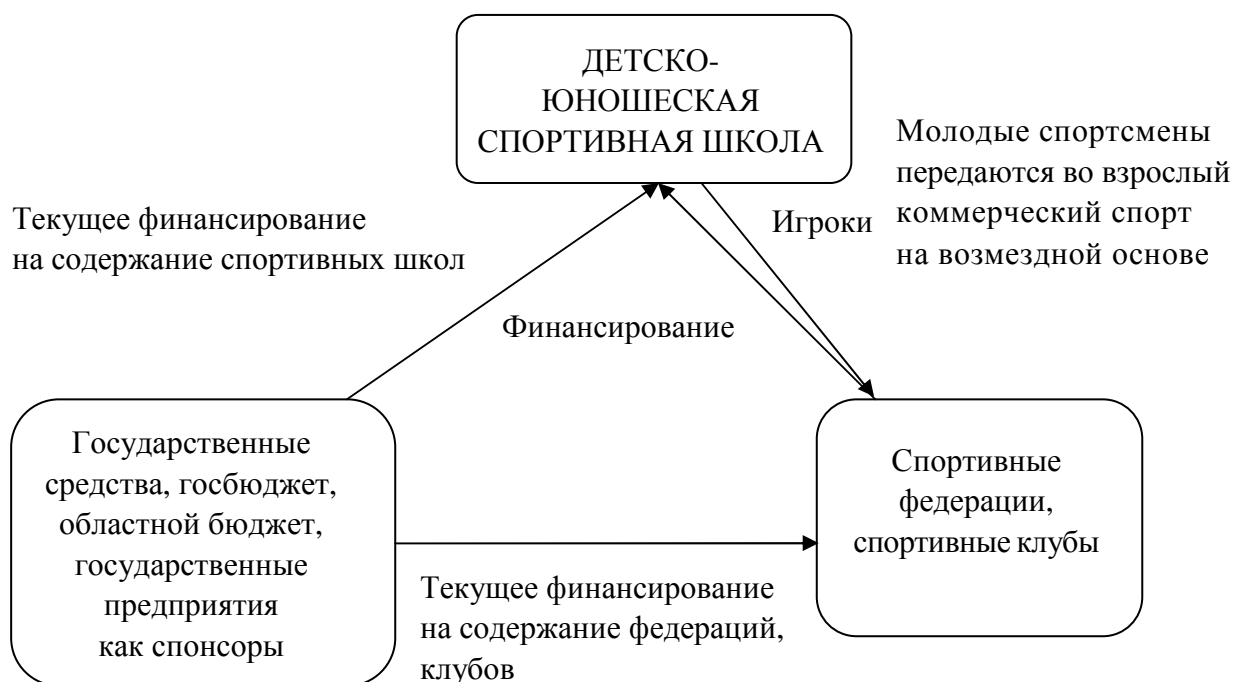 ДЕТСКО-
ЮНОШЕСКАЯ
СПОРТИВНАЯ ШКОЛА
Молодые спортсмены
передаются во взрослый
коммерческий спорт
на возмездной основе
Текущее финансирование
на содержание спортивных школ
Игроки
Финансирование
Государственные
средства, госбюджет,
областной бюджет,
государственные
предприятия
как спонсоры
Спортивные
федерации,
спортивные клубы
Текущее финансирование
на содержание федераций,
клубов